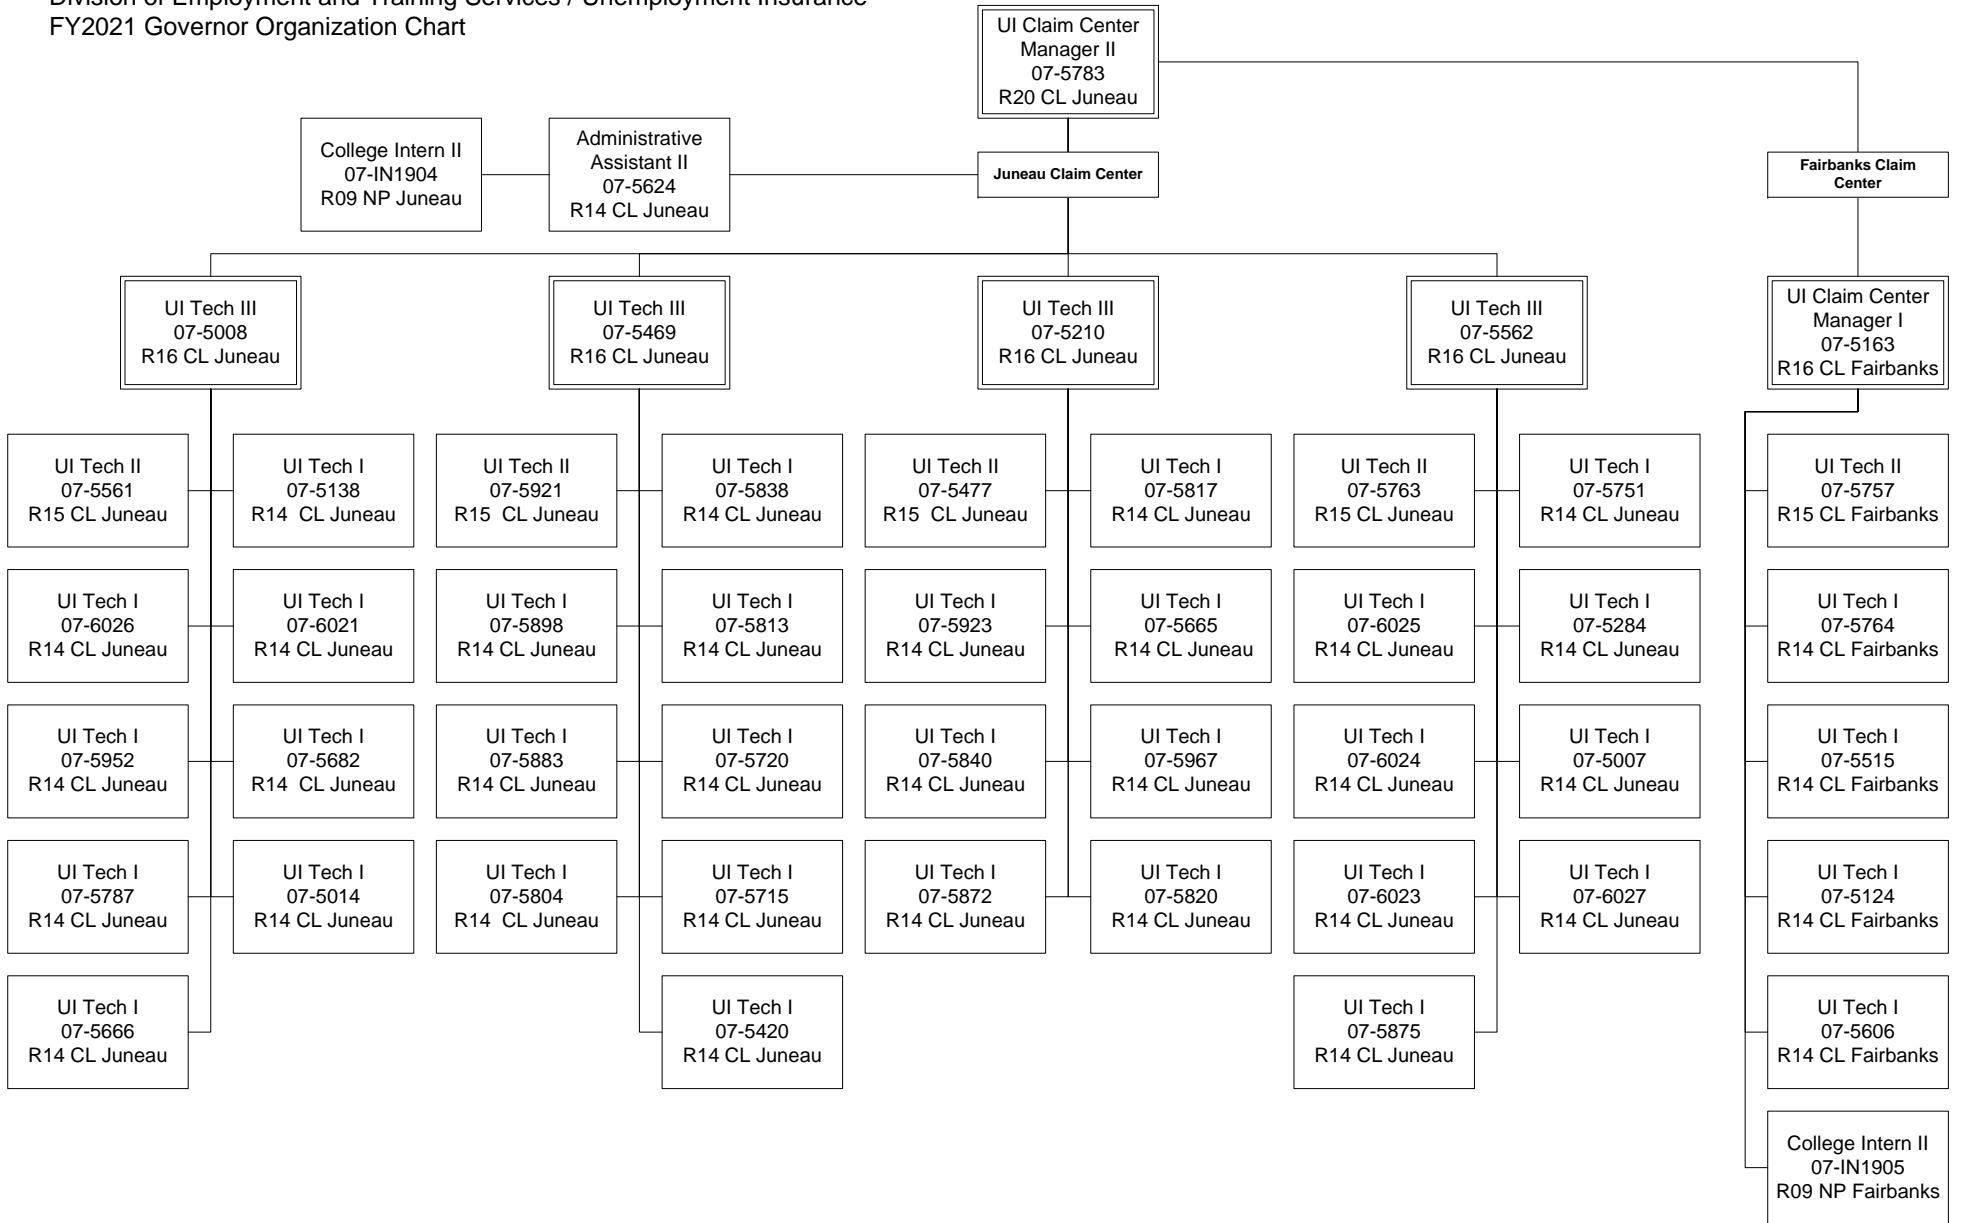 Division of Employment and Training Services / Unemployment Insurance
FY2021 Governor Organization Chart
UI Claim Center
Manager II
07-5783
R20 CL Juneau
College Intern II
07-IN1904
R09 NP Juneau
Administrative
Assistant II
07-5624
R14 CL Juneau
Juneau Claim Center
Fairbanks Claim
Center
UI Tech III
07-5008
R16 CL Juneau
UI Tech III
07-5469
R16 CL Juneau
UI Tech III
07-5210
R16 CL Juneau
UI Tech III
07-5562
R16 CL Juneau
UI Claim Center
Manager I
07-5163
R16 CL Fairbanks
UI Tech II
07-5561
R15 CL Juneau
UI Tech I
07-5138
R14  CL Juneau
UI Tech II
07-5921
R15  CL Juneau
UI Tech I
07-5838
R14 CL Juneau
UI Tech II
07-5477
R15  CL Juneau
UI Tech I
07-5817
R14 CL Juneau
UI Tech II
07-5763
R15 CL Juneau
UI Tech I
07-5751
R14 CL Juneau
UI Tech II
07-5757
R15 CL Fairbanks
UI Tech I
07-6026
R14 CL Juneau
UI Tech I
07-6021
R14 CL Juneau
UI Tech I
07-5898
R14 CL Juneau
UI Tech I
07-5813
R14 CL Juneau
UI Tech I
07-5923
R14 CL Juneau
UI Tech I
07-5665
R14 CL Juneau
UI Tech I
07-6025
R14 CL Juneau
UI Tech I
07-5284
R14 CL Juneau
UI Tech I
07-5764
R14 CL Fairbanks
UI Tech I
07-5952
R14 CL Juneau
UI Tech I
07-5682
R14  CL Juneau
UI Tech I
07-5883
R14 CL Juneau
UI Tech I
07-5720
R14 CL Juneau
UI Tech I
07-5840
R14 CL Juneau
UI Tech I
07-5967
R14 CL Juneau
UI Tech I
07-6024
R14 CL Juneau
UI Tech I
07-5007
R14 CL Juneau
UI Tech I
07-5515
R14 CL Fairbanks
UI Tech I
07-5787
R14 CL Juneau
UI Tech I
07-5014
R14 CL Juneau
UI Tech I
07-5804
R14  CL Juneau
UI Tech I
07-5715
R14 CL Juneau
UI Tech I
07-5872
R14 CL Juneau
UI Tech I
07-5820
R14 CL Juneau
UI Tech I
07-6023
R14 CL Juneau
UI Tech I
07-6027
R14 CL Juneau
UI Tech I
07-5124
R14 CL Fairbanks
UI Tech I
07-5666
R14 CL Juneau
UI Tech I
07-5420
R14 CL Juneau
UI Tech I
07-5875
R14 CL Juneau
UI Tech I
07-5606
R14 CL Fairbanks
College Intern II
07-IN1905
R09 NP Fairbanks